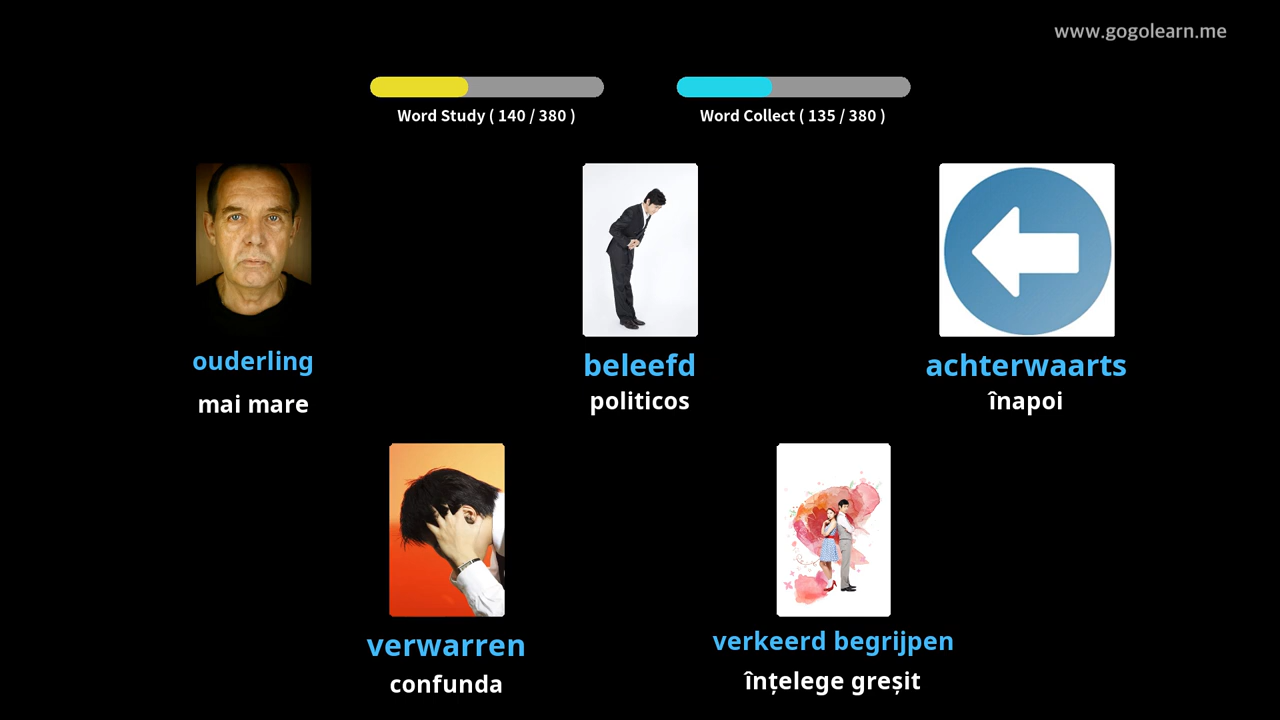 www.gogolearn.me
Word Study ( 140 / 380 )
Word Collect ( 135 / 380 )
ouderling
mai mare
beleefd
politicos
achterwaarts
înapoi
verwarren
confunda
verkeerd begrijpen
înțelege greșit